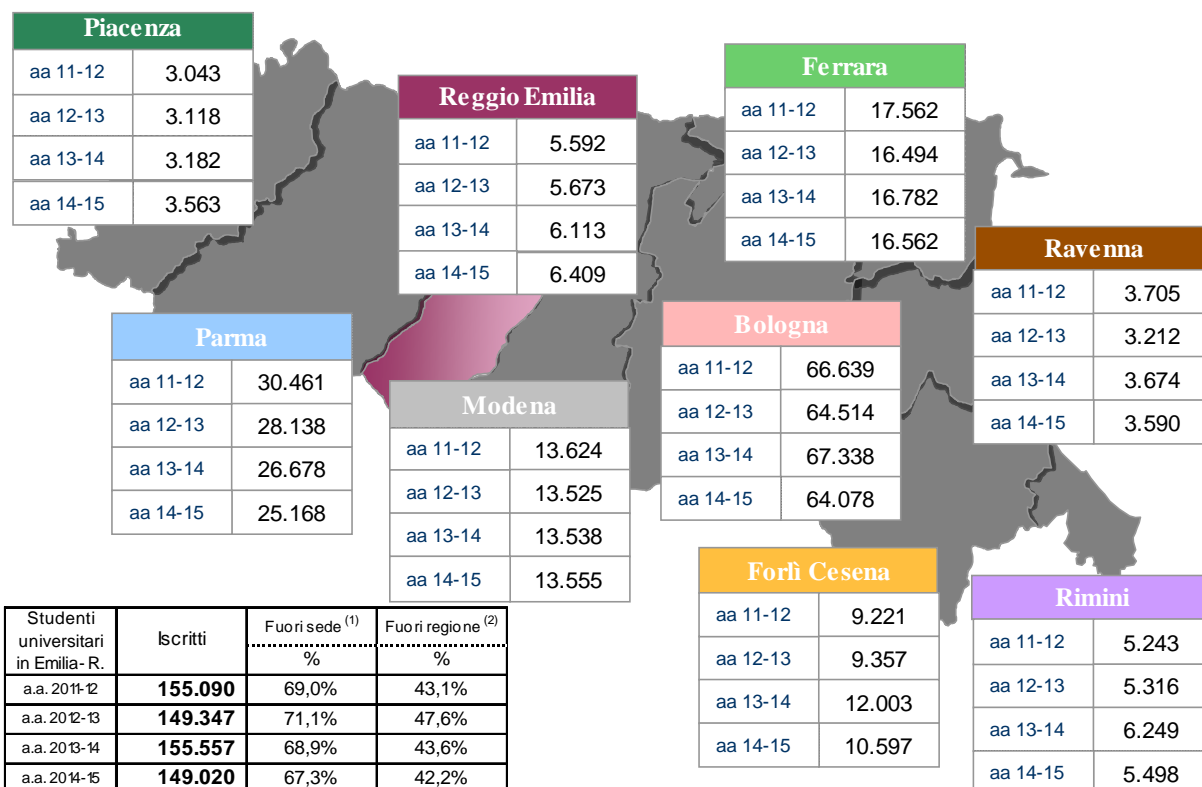 Piacenza
aa 11-12 3.043
aa 12-13 3.118
aa 13-14 3.182
aa 14-15 3.563
Reggio Emilia
aa 11-12 5.592
aa 12-13 5.673
aa 13-14 6.113
aa 14-15 6.409
Ferrara
aa 11-12 17.562
aa 12-13 16.494
aa 13-14 16.782
aa 14-15 16.562
Ravenna
aa 11-12 3.705
aa 12-13 3.212
aa 13-14 3.674
aa 14-15 3.590
Parma
aa 11-12 30.461
aa 12-13 28.138
aa 13-14 26.678
aa 14-15 25.168
Modena
aa 11-12 13.624
aa 12-13 13.525
aa 13-14 13.538
aa 14-15 13.555
Bologna
aa 11-12 66.639
aa 12-13 64.514
aa 13-14 67.338
aa 14-15 64.078
Forlì Cesena
aa 11-12 9.221
aa 12-13 9.357
aa 13-14 12.003
aa 14-15 10.597
Rimini
aa 11-12 5.243
aa 12-13 5.316
aa 13-14 6.249
aa 14-15 5.498
Studenti
universitari
in Emilia-R.
Iscritti
Fuori sede (1)
%
Fuori regione (2)
%
a.a. 2011-12 155.090 69,0% 43,1%
a.a. 2012-13 149.347 71,1% 47,6%
a.a. 2013-14 155.557 68,9% 43,6%
a.a. 2014-15 149.020 67,3% 42,2%